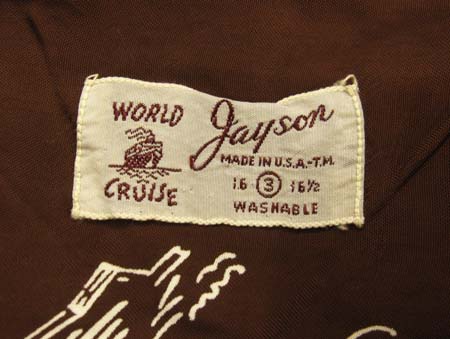 WORLD
CRUISE
Jayson
MADE IN U.S.A.-T.M.
16 3 16½
WASHABLE